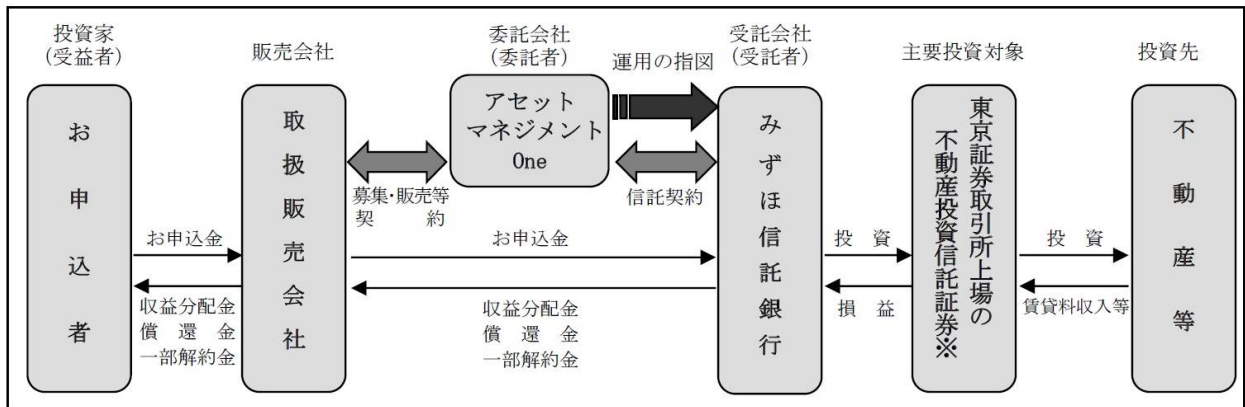 投資家
(受益者)
販売会社
委託会社
(委託者)
運用の指図
受託会社
(受託者)
主要投資対象
投資先
お申込者
取扱販売会社
アセット
マネジメント
One
みずほ信託銀行
東京証券取引所上場の
不動産投資信託証券※
不動産等
募集・販売等
契約
信託契約
お申込金
収益分配金
償還金
一部解約金
お申込金
収益分配金
償還金
一部解約金
投資
損益
投資
賃貸料収入等